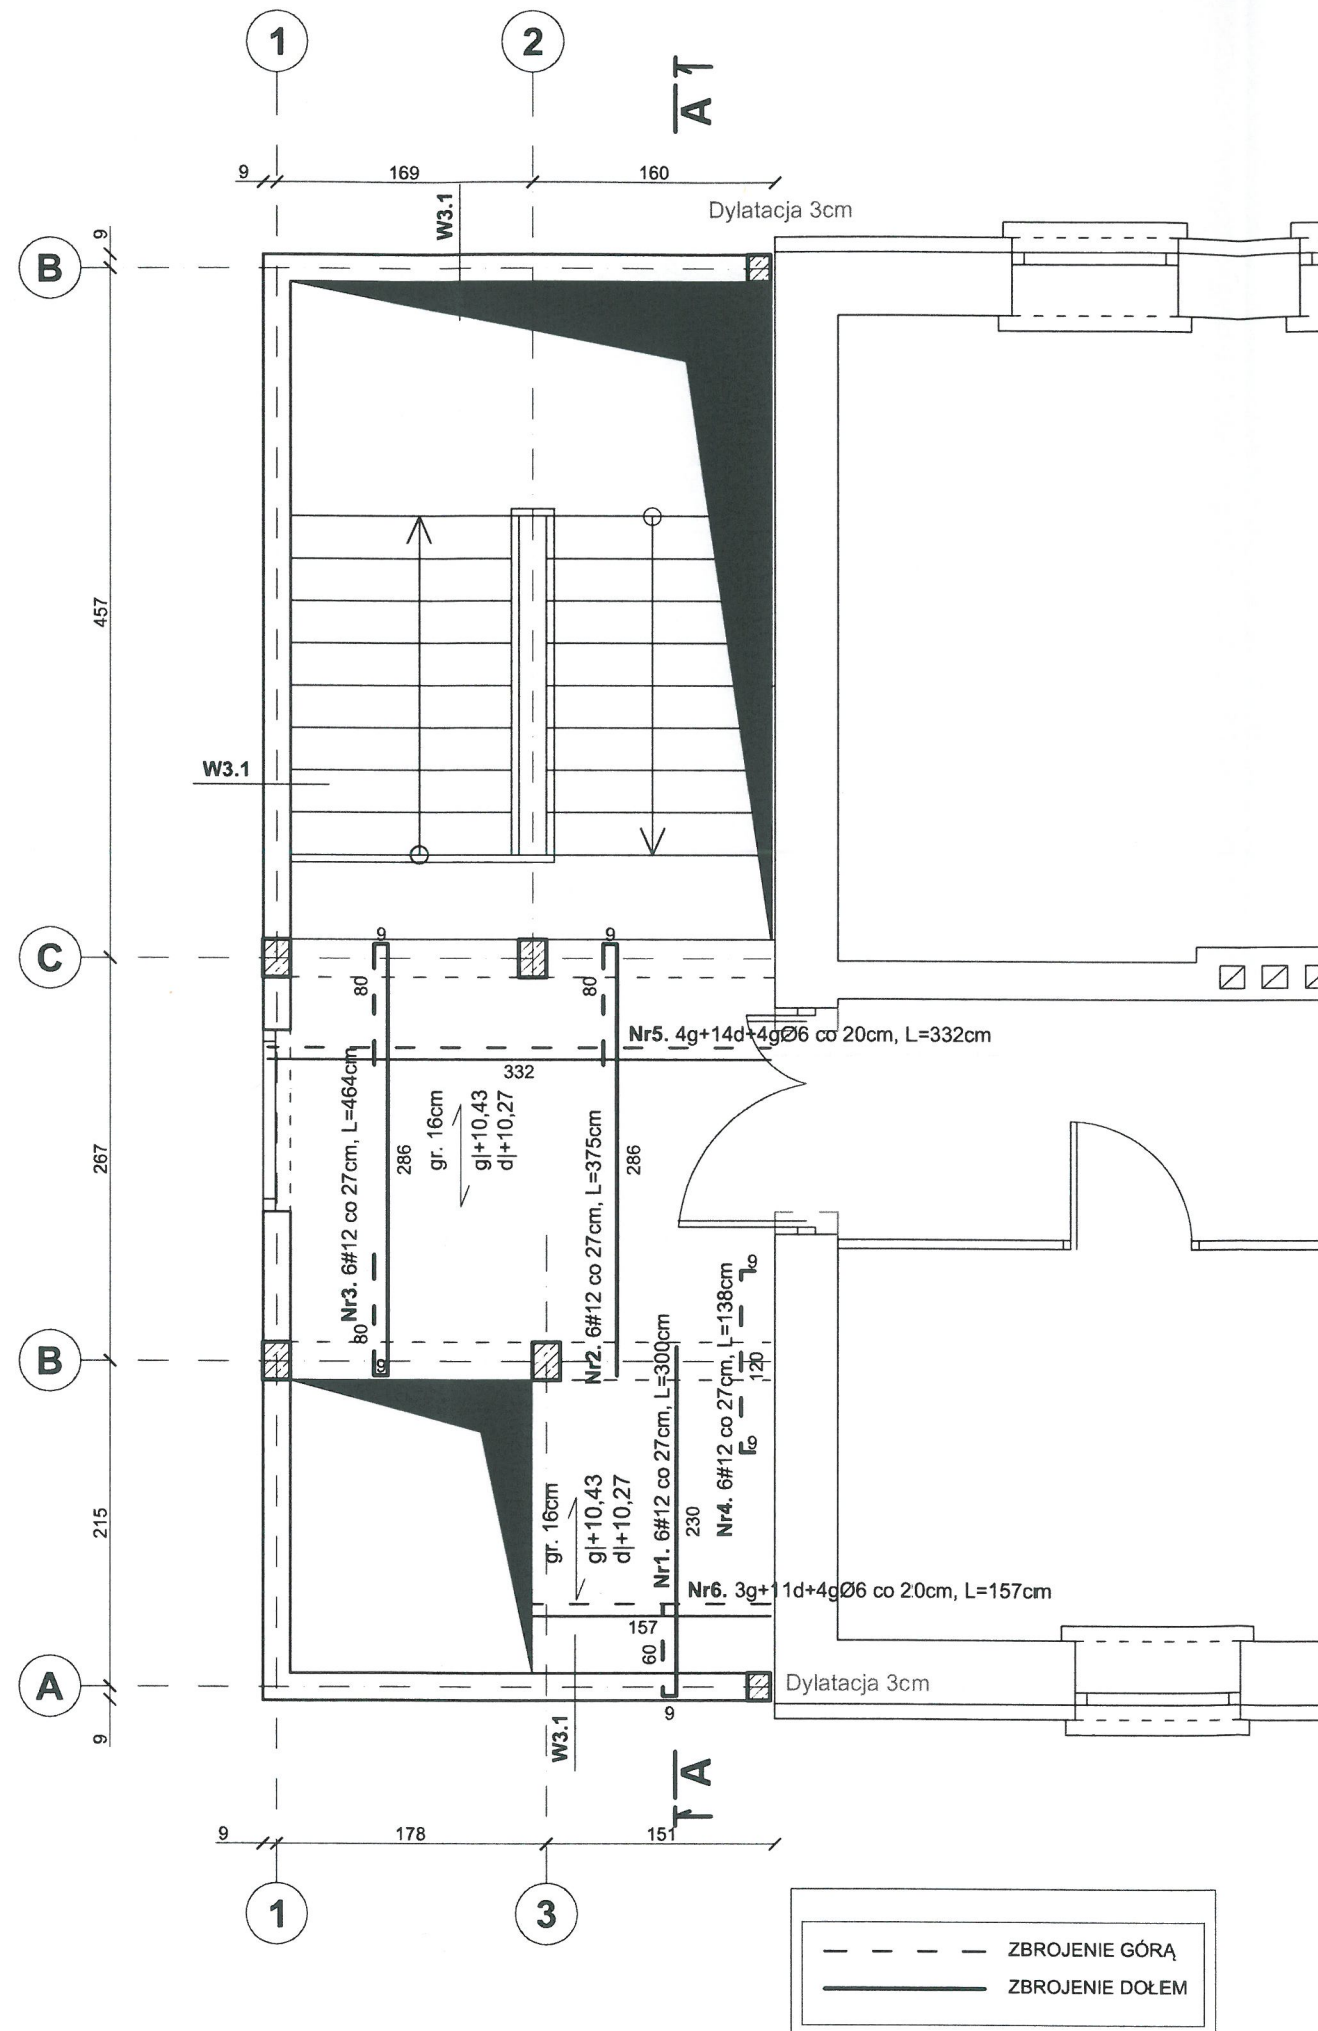 1
2
A
9
169
160
W3.1
Dylatacja 3cm
9
B
457
W3.1
C
9
9
80
80
Nr5. 4g+14d+4gØ6 co 20cm, L=332cm
332
Nr3. 6#12 co 27cm, L=464cm
286
gr. 16cm
g|+10,43
d|+10,27
Nr2. 6#12 co 27cm, L=375cm
286
267
80
9
B
Nr1. 6#12 co 27cm, L=300cm
230
Nr4. 6#12 co 27cm, L=138cm
9
120
9
gr. 16cm
g|+10,43
d|+10,27
215
Nr6. 3g+11d+4gØ6 co 20cm, L=157cm
157
60
9
A
Dylatacja 3cm
9
W3.1
A
9
178
151
1
3
ZBROJENIE GÓRĄ
ZBROJENIE DOŁEM